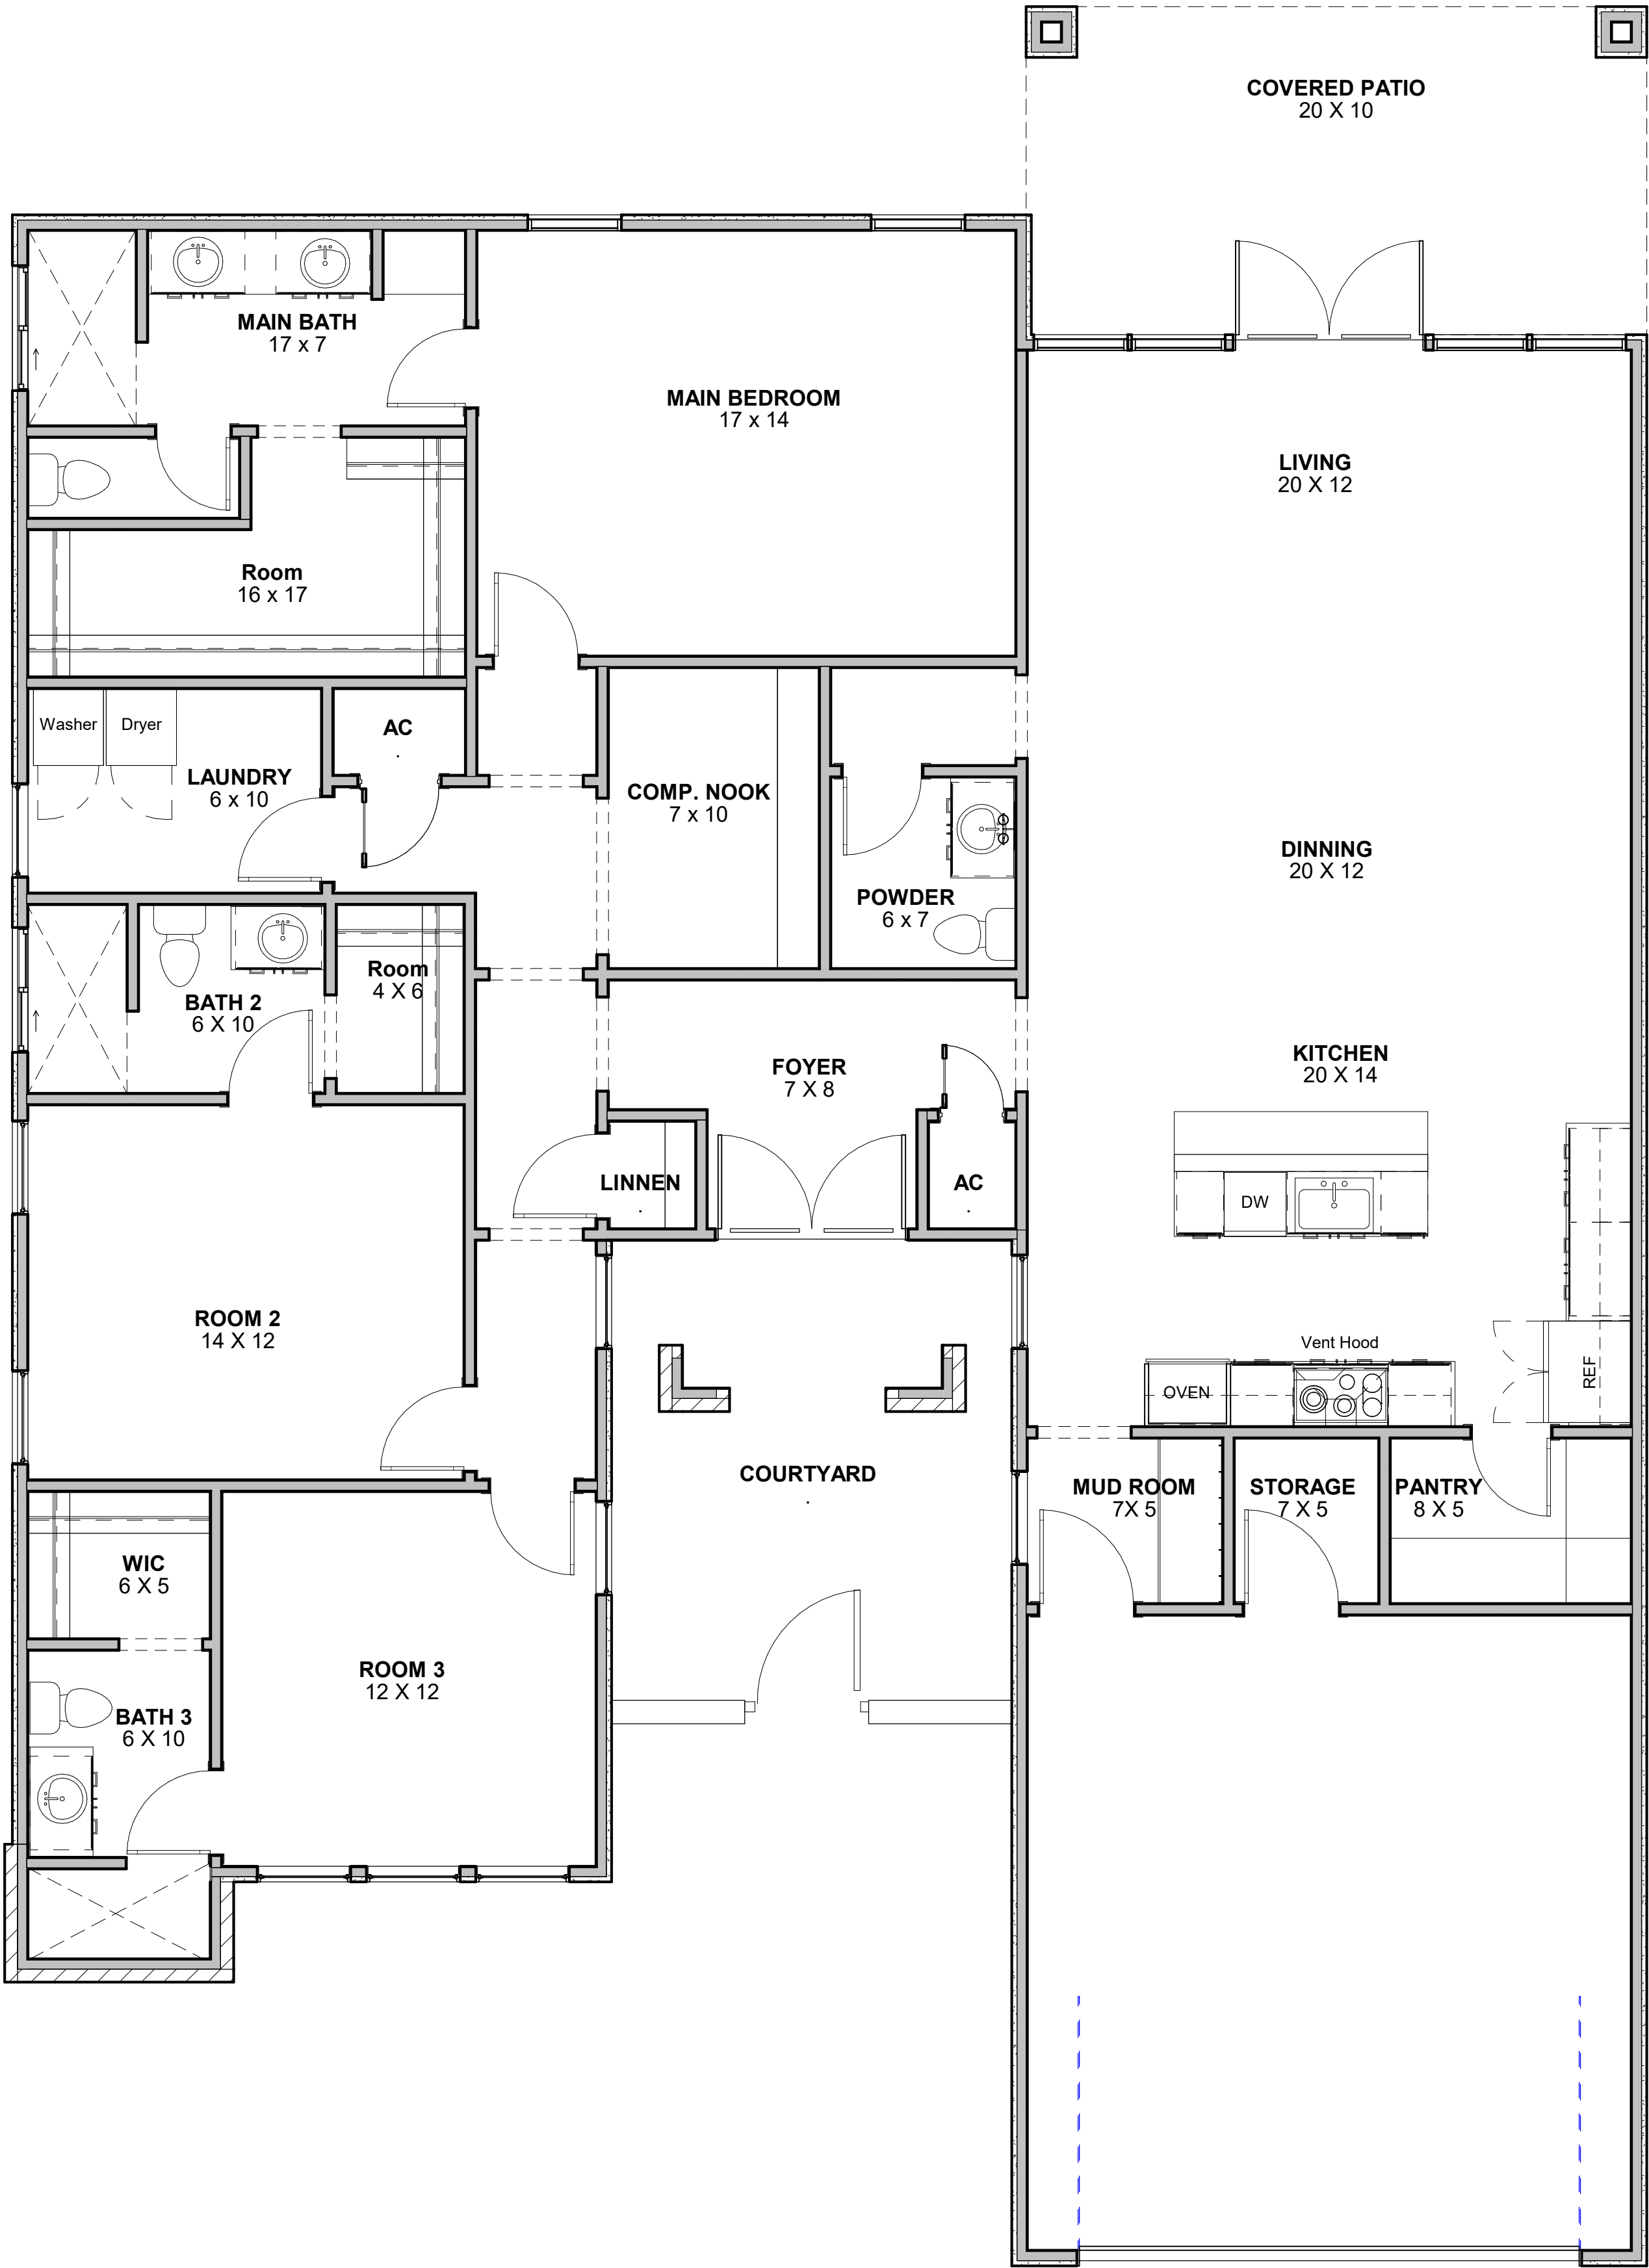 COVERED PATIO
20 X 10
MAIN BATH
17 x 7
MAIN BEDROOM
17 x 14
LIVING
20 X 12
Room
16 x 17
Washer
Dryer
AC
.
LAUNDRY
6 x 10
COMP. NOOK
7 x 10
DINNING
20 X 12
POWDER
6 x 7
Room
4 X 6
BATH 2
6 X 10
FOYER
7 X 8
KITCHEN
20 X 14
LINNEN
.
AC
.
DW
ROOM 2
14 X 12
Vent Hood
OVEN
REF
COURTYARD
.
MUD ROOM
7X 5
STORAGE
7 X 5
PANTRY
8 X 5
WIC
6 X 5
ROOM 3
12 X 12
BATH 3
6 X 10